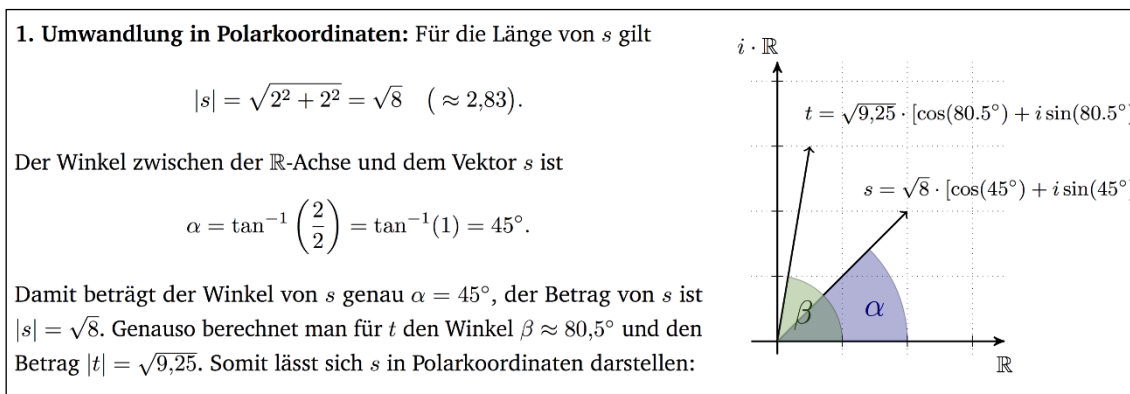 1. Umwandlung in Polarkoordinaten: Für die Länge von s gilt
|s| = √(2² + 2²) = √8 ( ≈ 2,83).
Der Winkel zwischen der ℝ-Achse und dem Vektor s ist
α = tan⁻¹ (2/2) = tan⁻¹(1) = 45°.
Damit beträgt der Winkel von s genau α = 45°, der Betrag von s ist
|s| = √8. Genauso berechnet man für t den Winkel β ≈ 80,5° und den
Betrag |t| = √9,25. Somit lässt sich s in Polarkoordinaten darstellen:
i · ℝ
t = √9,25 · [cos(80.5°) + i sin(80.5°)
s = √8 · [cos(45°) + i sin(45°)
β
α
ℝ